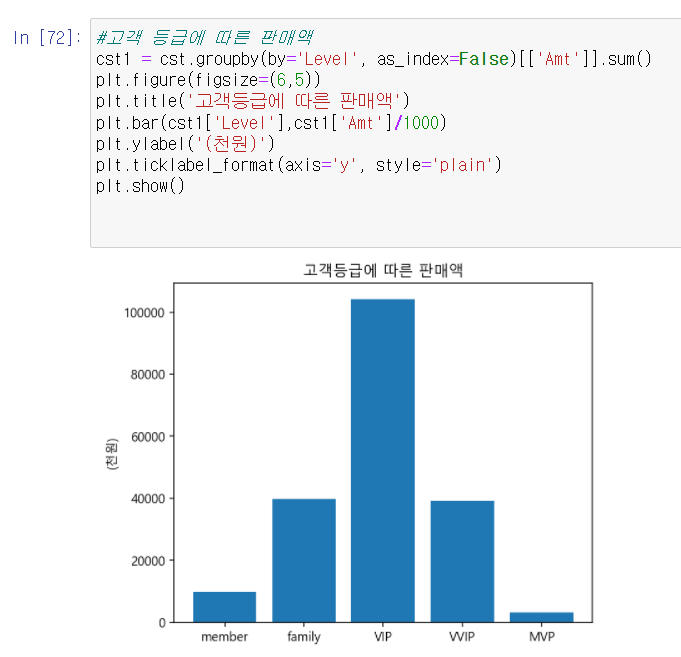 In [72]: #고객 등급에 따른 판매액
cst1 = cst.groupby(by='Level', as_index=False)[['Amt']].sum()
plt.figure(figsize=(6,5))
plt.title('고객등급에 따른 판매액')
plt.bar(cst1['Level'],cst1['Amt']/1000)
plt.ylabel('(천원)')
plt.ticklabel_format(axis='y', style='plain')
plt.show()
고객등급에 따른 판매액
100000
80000
60000
(천원)
40000
20000
0
member family VIP VVIP MVP